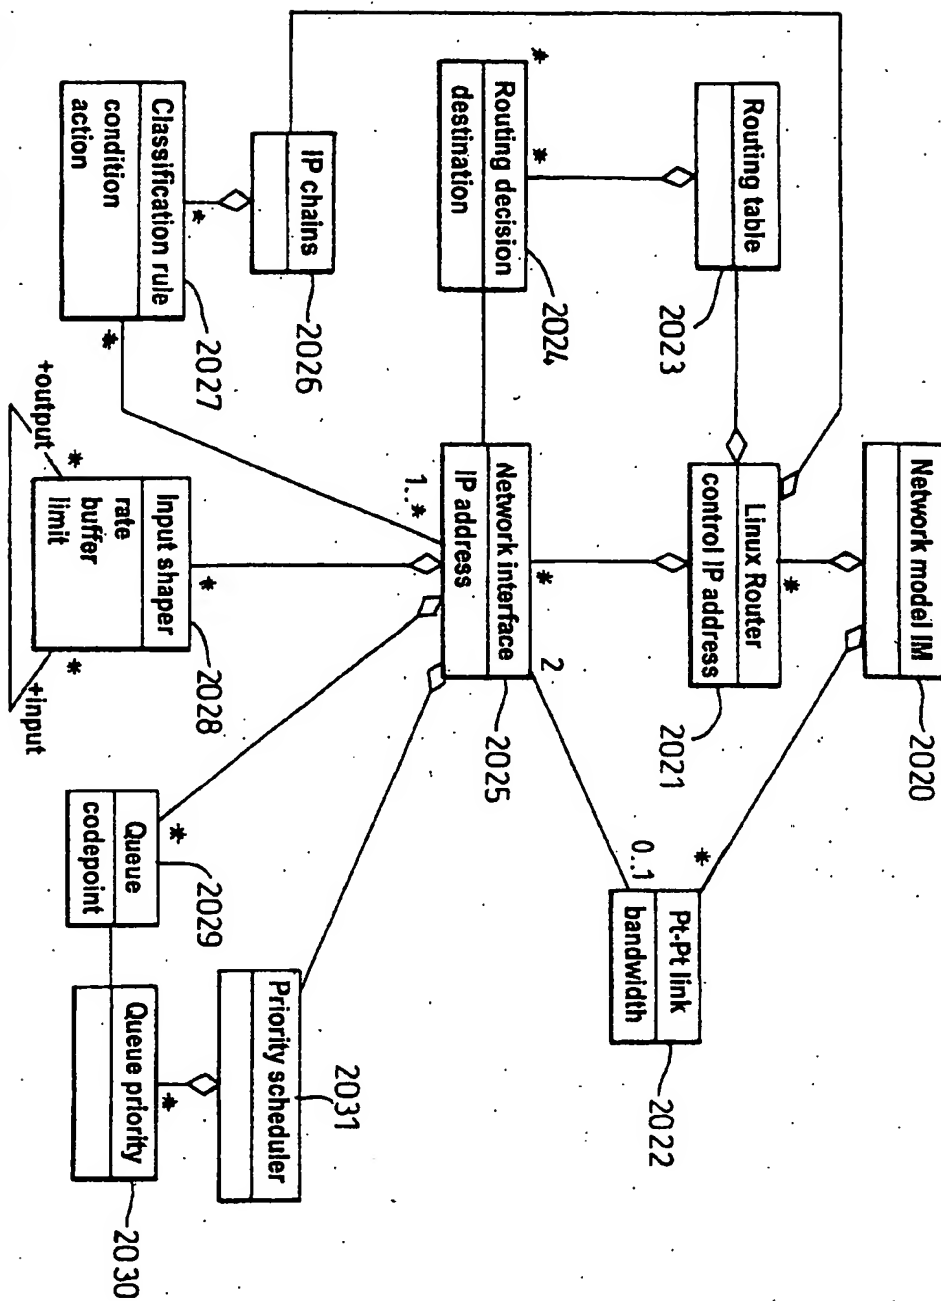 Network model IM
2020
*
*
Linux Router
control IP address
2021
Pt-Pt link
bandwidth
2022
0..1
Routing table
2023
*
*
Routing decision
destination
2024
*
2
Network interface
IP address
2025
1..*
IP chains
2026
*
Classification rule
condition
action
2027
*
*
Input shaper
rate
buffer
limit
2028
*
+output
*
+input
*
Queue
codepoint
2029
Priority scheduler
2031
*
Queue priority
2030